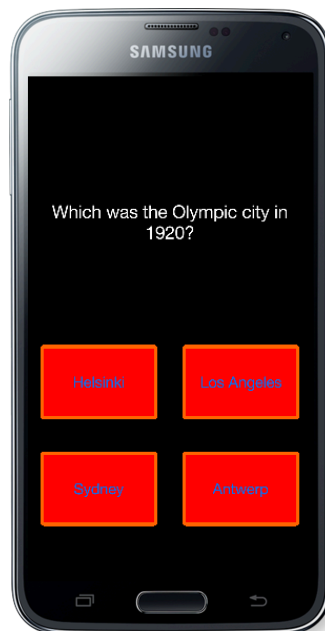 SAMSUNG
Which was the Olympic city in
1920?
Helsinki
Los Angeles
Sydney
Antwerp